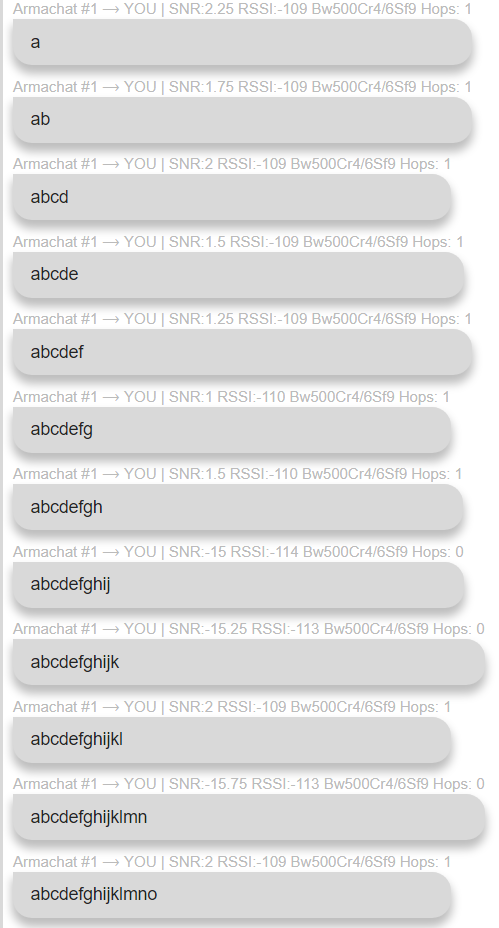 Armachat #1 ⟶ YOU | SNR:2.25 RSSI:-109 Bw500Cr4/6Sf9 Hops: 1
a
Armachat #1 ⟶ YOU | SNR:1.75 RSSI:-109 Bw500Cr4/6Sf9 Hops: 1
ab
Armachat #1 ⟶ YOU | SNR:2 RSSI:-109 Bw500Cr4/6Sf9 Hops: 1
abcd
Armachat #1 ⟶ YOU | SNR:1.5 RSSI:-109 Bw500Cr4/6Sf9 Hops: 1
abcde
Armachat #1 ⟶ YOU | SNR:1.25 RSSI:-109 Bw500Cr4/6Sf9 Hops: 1
abcdef
Armachat #1 ⟶ YOU | SNR:1 RSSI:-110 Bw500Cr4/6Sf9 Hops: 1
abcdefg
Armachat #1 ⟶ YOU | SNR:1.5 RSSI:-110 Bw500Cr4/6Sf9 Hops: 1
abcdefgh
Armachat #1 ⟶ YOU | SNR:-15 RSSI:-114 Bw500Cr4/6Sf9 Hops: 0
abcdefghij
Armachat #1 ⟶ YOU | SNR:-15.25 RSSI:-113 Bw500Cr4/6Sf9 Hops: 0
abcdefghijk
Armachat #1 ⟶ YOU | SNR:2 RSSI:-109 Bw500Cr4/6Sf9 Hops: 1
abcdefghijkl
Armachat #1 ⟶ YOU | SNR:-15.75 RSSI:-113 Bw500Cr4/6Sf9 Hops: 0
abcdefghijklmn
Armachat #1 ⟶ YOU | SNR:2 RSSI:-109 Bw500Cr4/6Sf9 Hops: 1
abcdefghijklmno